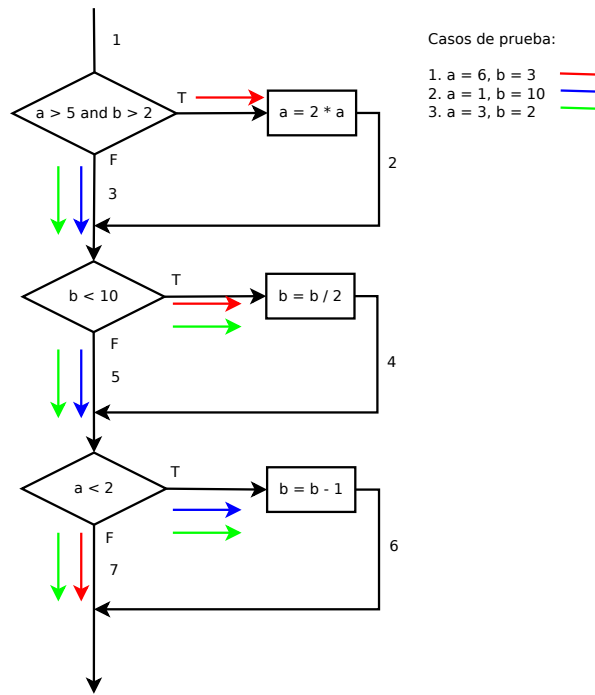 1
Casos de prueba:
1. a = 6, b = 3
2. a = 1, b = 10
3. a = 3, b = 2
T
a > 5 and b > 2
a = 2 * a
F
2
3
T
b < 10
b = b / 2
F
4
5
T
a < 2
b = b - 1
F
6
7